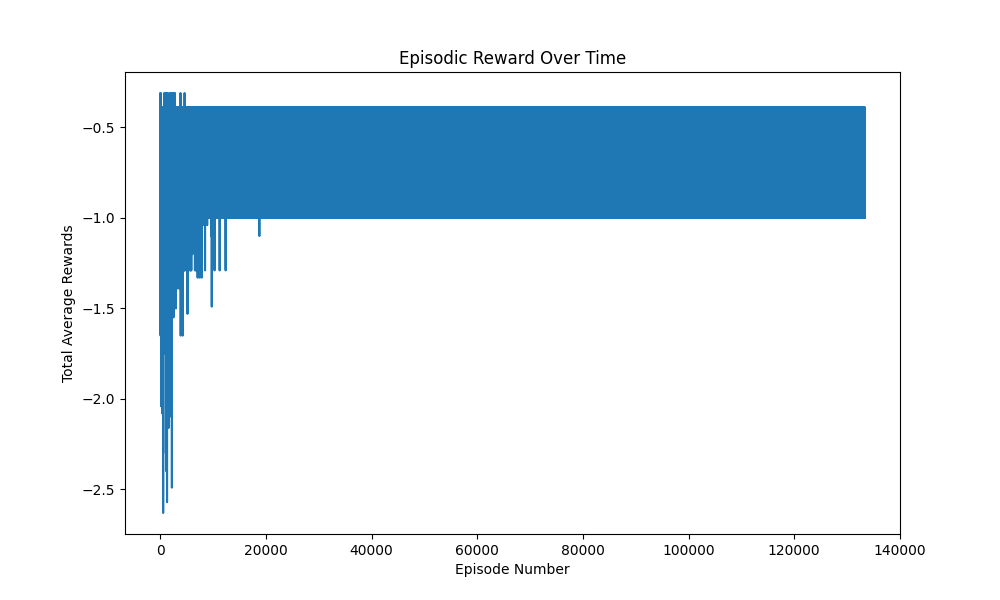 Episodic Reward Over Time
Total Average Rewards
−0.5
−1.0
−1.5
−2.0
−2.5
0 20000 40000 60000 80000 100000 120000 140000
Episode Number